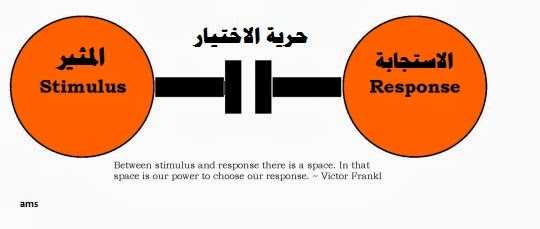 حرية الاختيار
المثير
Stimulus
الاستجابة
Response
Between stimulus and response there is a space. In that
space is our power to choose our response. ~ Victor Frankl
ams